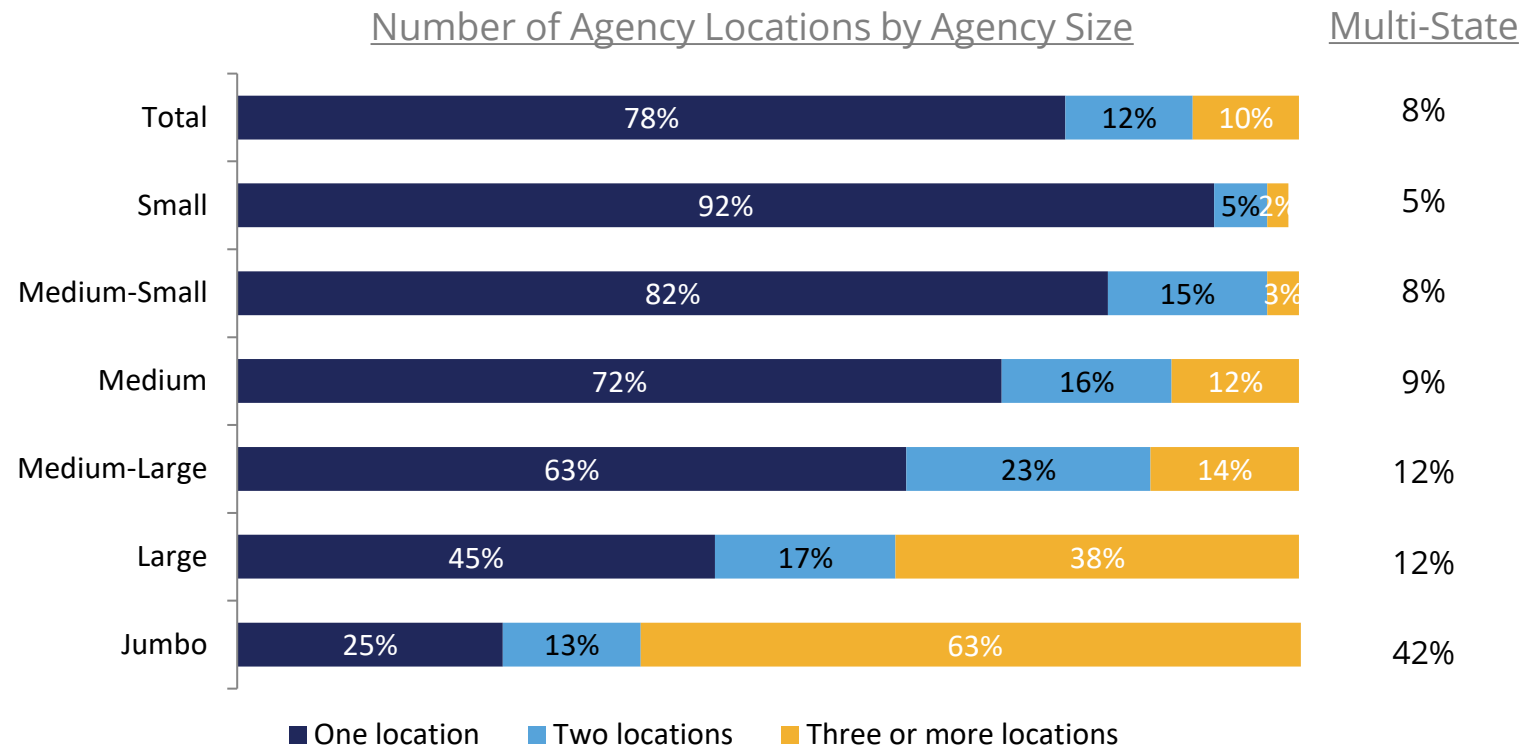 Number of Agency Locations by Agency Size Multi-State
Total 78% 12% 10% 8%
Small 92% 5% 2% 5%
Medium-Small 82% 15% 3% 8%
Medium 72% 16% 12% 9%
Medium-Large 63% 23% 14% 12%
Large 45% 17% 38% 12%
Jumbo 25% 13% 63% 42%
One location Two locations Three or more locations